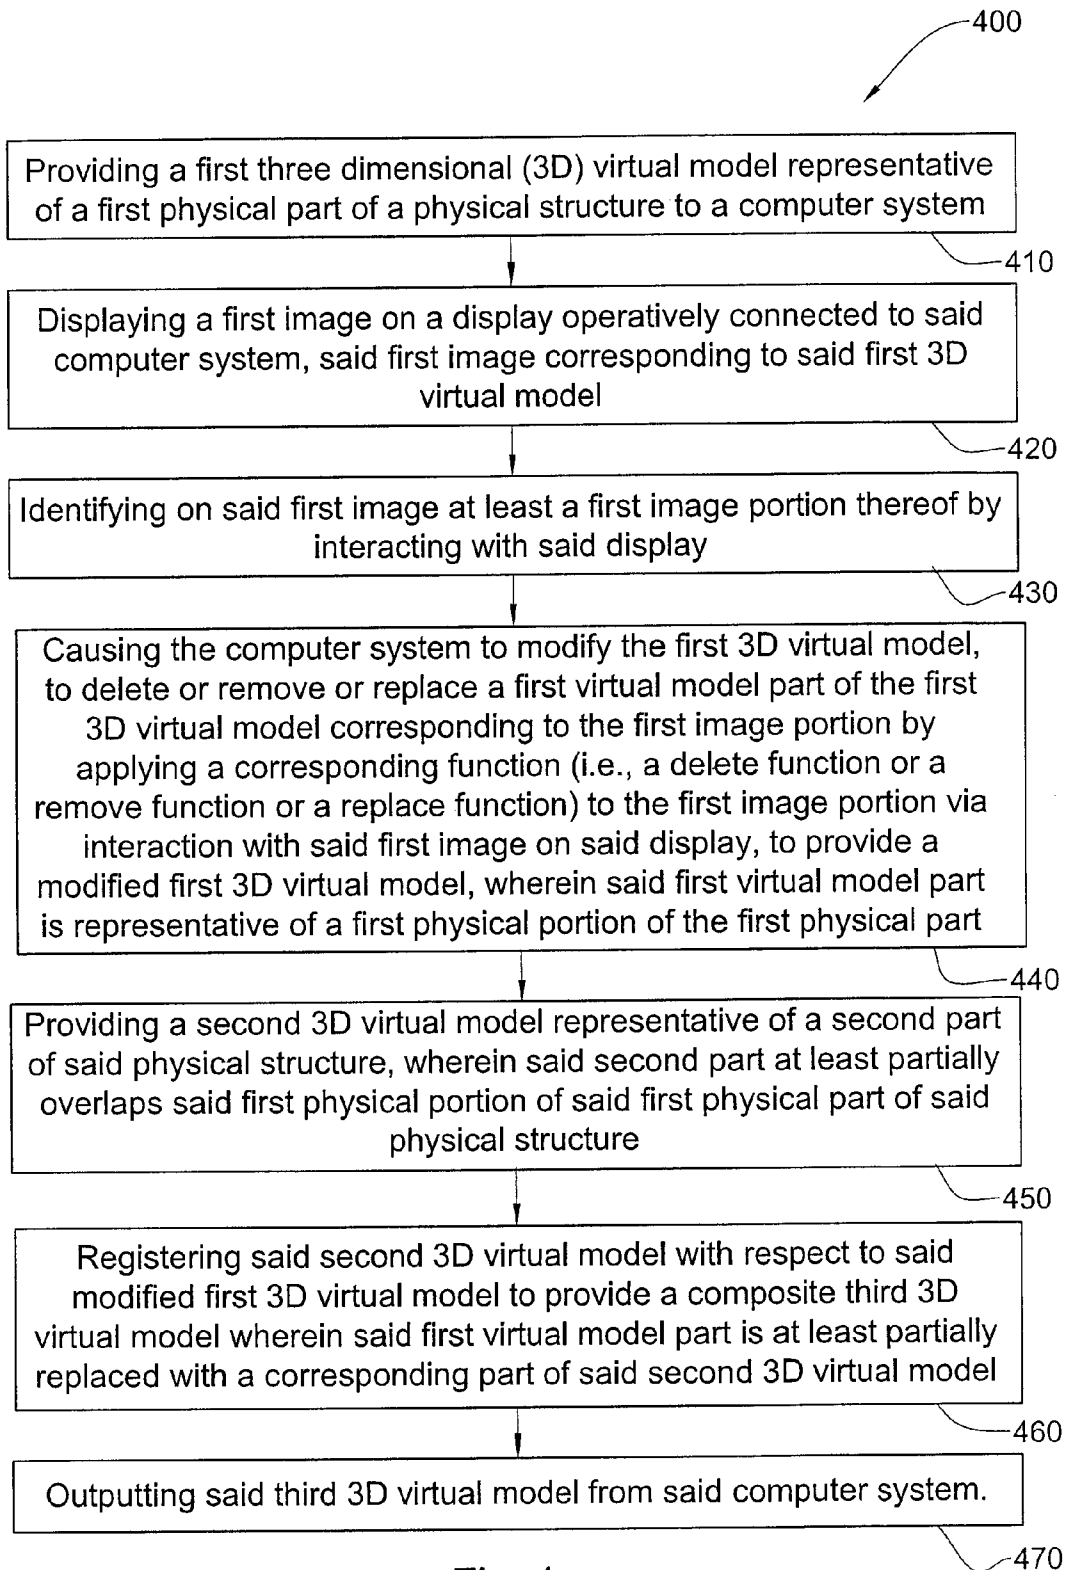 400
Providing a first three dimensional (3D) virtual model representative
of a first physical part of a physical structure to a computer system
410
Displaying a first image on a display operatively connected to said
computer system, said first image corresponding to said first 3D
virtual model
420
Identifying on said first image at least a first image portion thereof by
interacting with said display
430
Causing the computer system to modify the first 3D virtual model,
to delete or remove or replace a first virtual model part of the first
3D virtual model corresponding to the first image portion by
applying a corresponding function (i.e., a delete function or a
remove function or a replace function) to the first image portion via
interaction with said first image on said display, to provide a
modified first 3D virtual model, wherein said first virtual model part
is representative of a first physical portion of the first physical part
440
Providing a second 3D virtual model representative of a second part
of said physical structure, wherein said second part at least partially
overlaps said first physical portion of said first physical part of said
physical structure
450
Registering said second 3D virtual model with respect to said
modified first 3D virtual model to provide a composite third 3D
virtual model wherein said first virtual model part is at least partially
replaced with a corresponding part of said second 3D virtual model
460
Outputting said third 3D virtual model from said computer system.
470